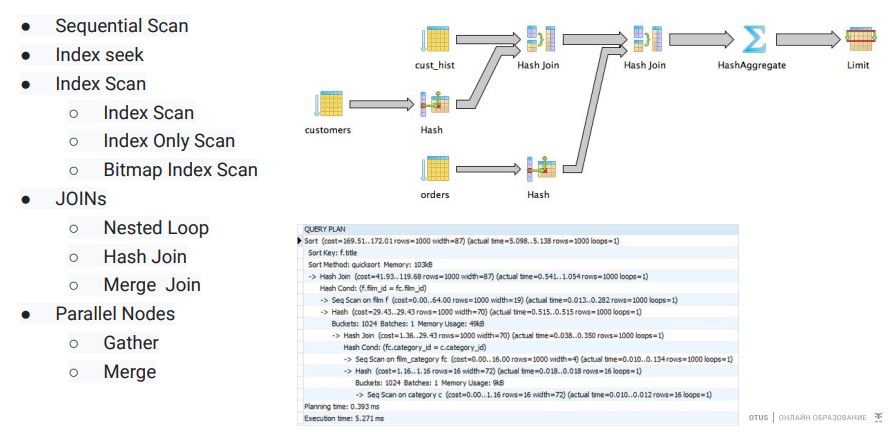 ● Sequential Scan
● Index seek
● Index Scan
○ Index Scan
○ Index Only Scan
○ Bitmap Index Scan
● JOINs
○ Nested Loop
○ Hash Join
○ Merge Join
● Parallel Nodes
○ Gather
○ Merge
cust_hist
Hash Join
Hash Join
HashAggregate
Limit
customers
Hash
orders
Hash
QUERY PLAN
Sort (cost=169.51..172.01 rows=1000 width=87) (actual time=5.098..5.138 rows=1000 loops=1)
Sort Key: f.title
Sort Method: quicksort Memory: 103kB
-> Hash Join (cost=41.93..119.68 rows=1000 width=87) (actual time=0.541..1.054 rows=1000 loops=1)
Hash Cond: (f.film_id = fc.film_id)
-> Seq Scan on film f (cost=0.00..64.00 rows=1000 width=19) (actual time=0.013..0.282 rows=1000 loops=1)
-> Hash (cost=29.43..29.43 rows=1000 width=70) (actual time=0.515..0.515 rows=1000 loops=1)
Buckets: 1024 Batches: 1 Memory Usage: 49kB
-> Hash Join (cost=1.36..29.43 rows=1000 width=70) (actual time=0.038..0.350 rows=1000 loops=1)
Hash Cond: (fc.category_id = c.category_id)
-> Seq Scan on film_category fc (cost=0.00..16.00 rows=1000 width=4) (actual time=0.010..0.134 rows=1000 loops=1)
-> Hash (cost=1.16..1.16 rows=16 width=72) (actual time=0.018..0.018 rows=16 loops=1)
Buckets: 1024 Batches: 1 Memory Usage: 9kB
-> Seq Scan on category c (cost=0.00..1.16 rows=16 width=72) (actual time=0.010..0.012 rows=16 loops=1)
Planning time: 0.393 ms
Execution time: 5.271 ms
OTUS | ОНЛАЙН ОБРАЗОВАНИЕ